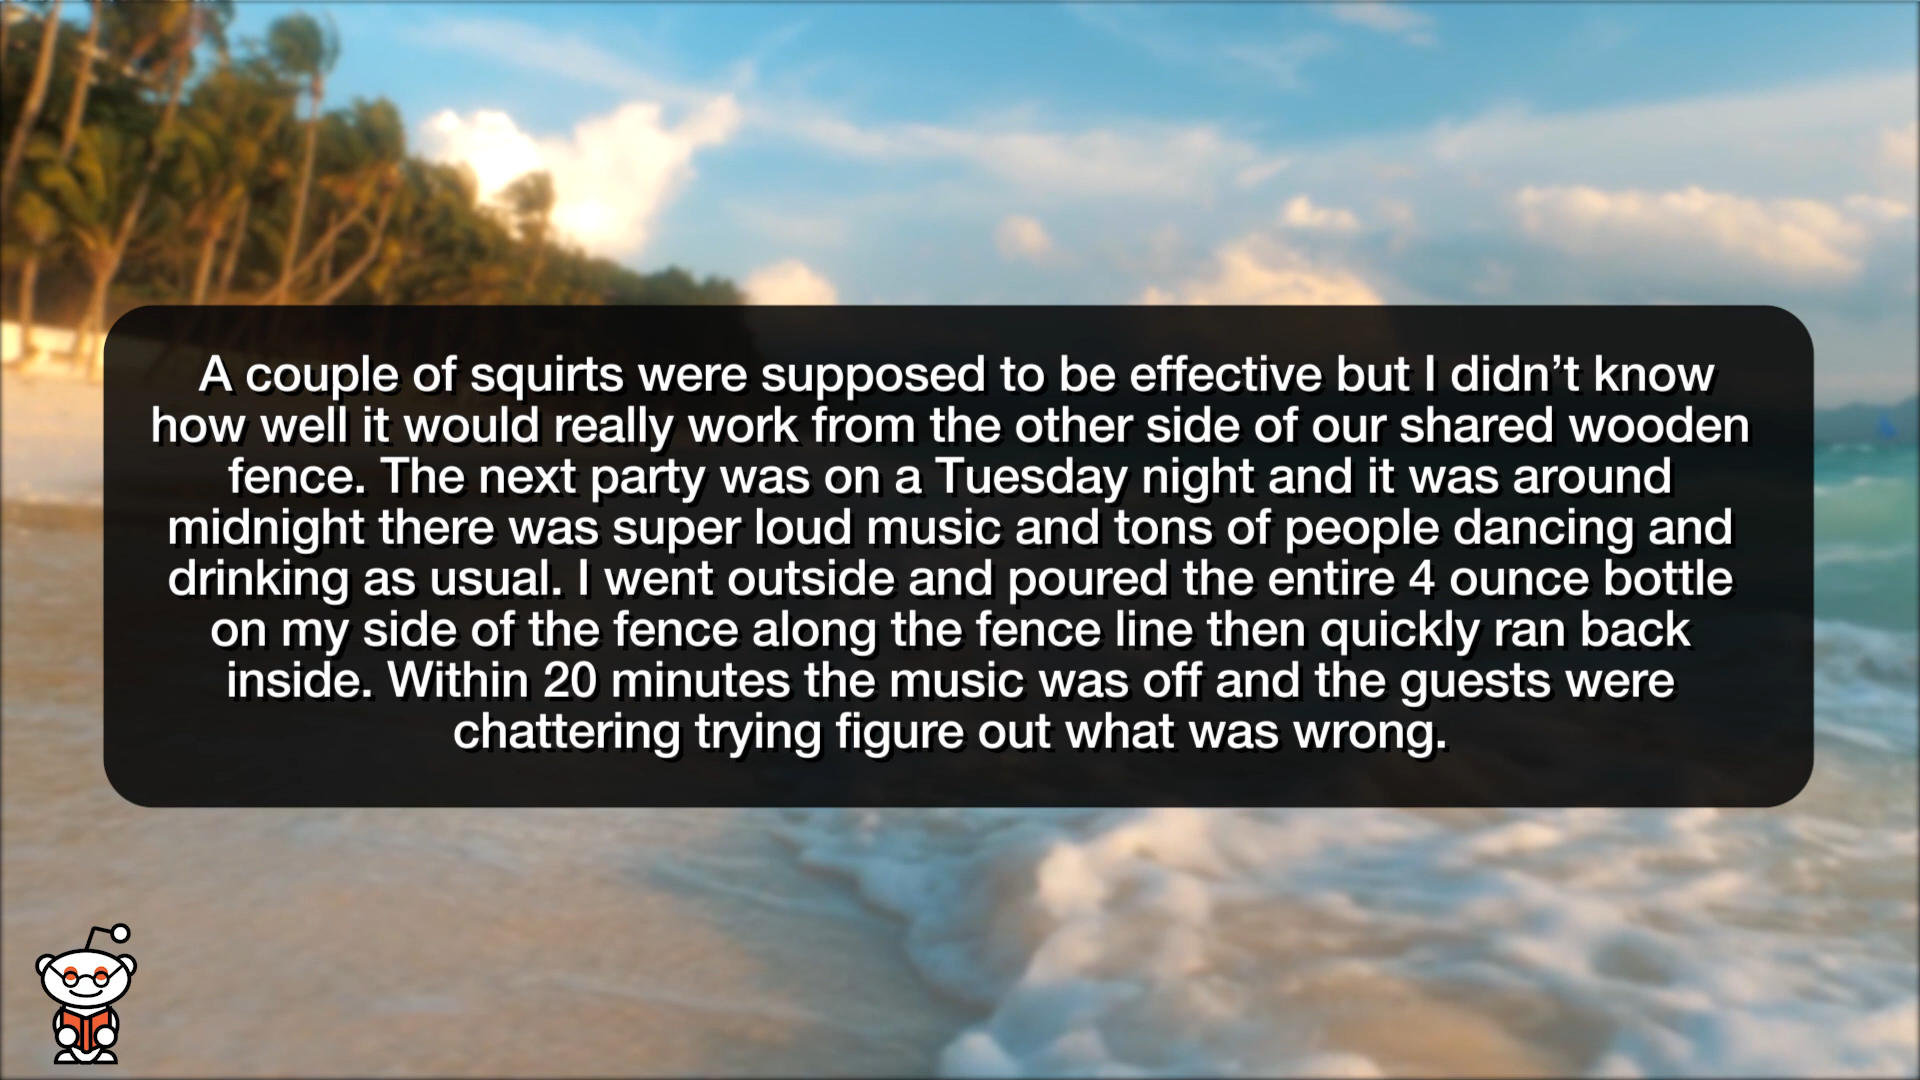 A couple of squirts were supposed to be effective but I didn’t know
how well it would really work from the other side of our shared wooden
fence. The next party was on a Tuesday night and it was around
midnight there was super loud music and tons of people dancing and
drinking as usual. I went outside and poured the entire 4 ounce bottle
on my side of the fence along the fence line then quickly ran back
inside. Within 20 minutes the music was off and the guests were
chattering trying figure out what was wrong.